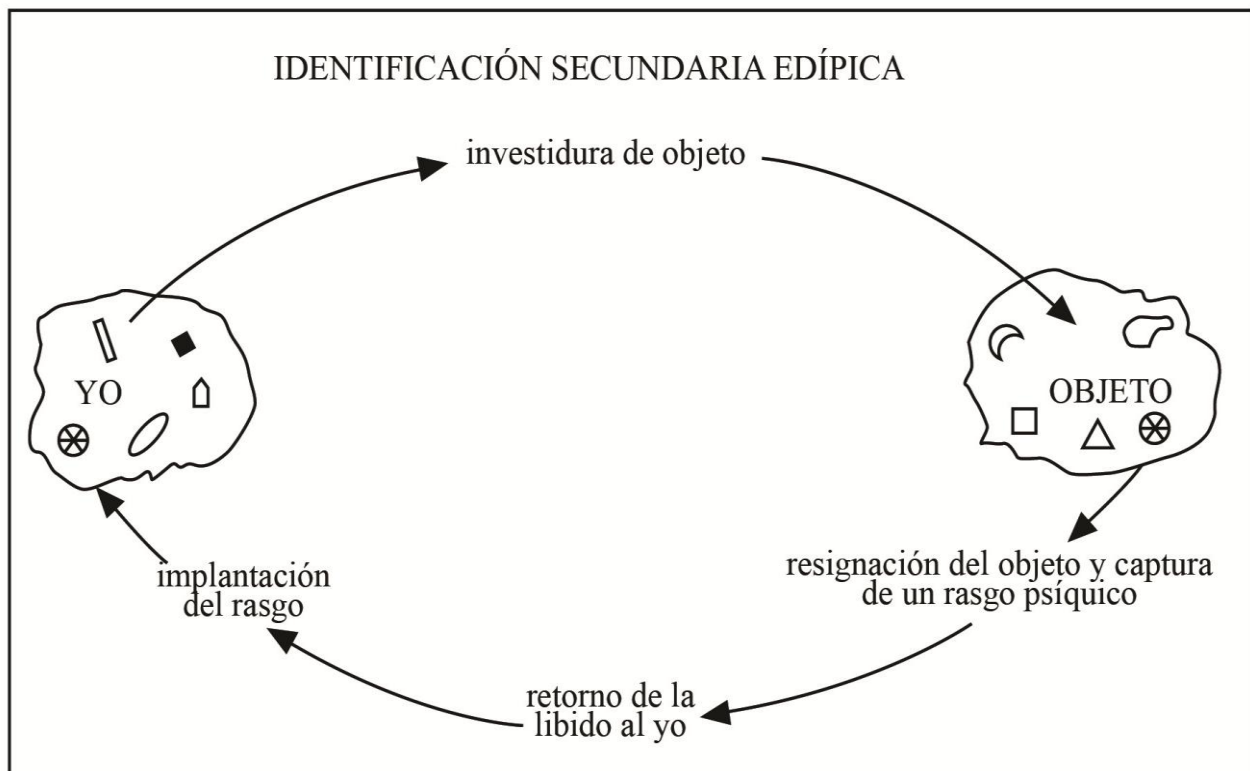 IDENTIFICACIÓN SECUNDARIA EDÍPICA
investidura de objeto
YO
OBJETO
resignación del objeto y captura
de un rasgo psíquico
retorno de la
libido al yo
implantación
del rasgo